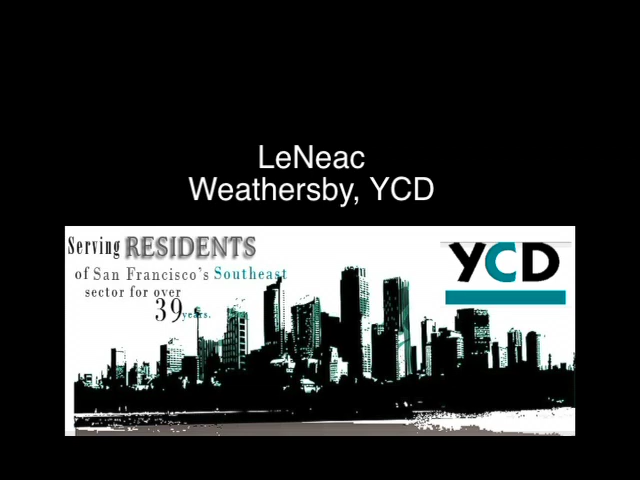 LeNeac
Weathersby, YCD
Serving RESIDENTS
YCD
of San Francisco's Southeast
sector for over
39 years.